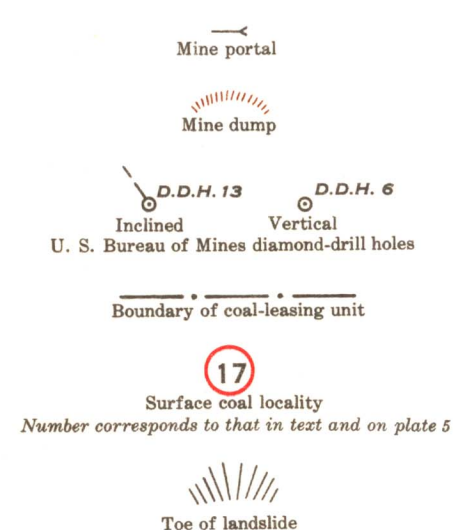 Mine portal
Mine dump
D.D.H. 13 D.D.H. 6
Inclined Vertical
U. S. Bureau of Mines diamond-drill holes
Boundary of coal-leasing unit
17
Surface coal locality
Number corresponds to that in text and on plate 5
Toe of landslide